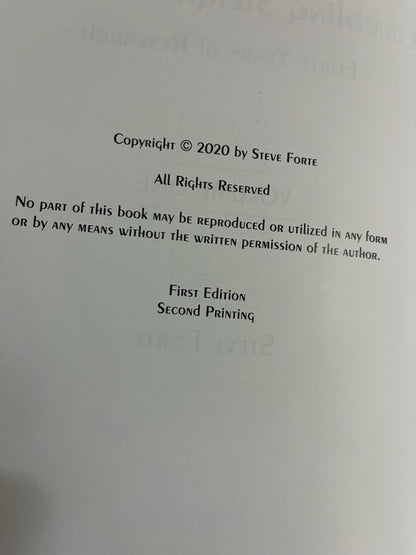 Copyright © 2020 by Steve Forte
All Rights Reserved
No part of this book may be reproduced or utilized in any form
or by any means without the written permission of the author.
First Edition
Second Printing